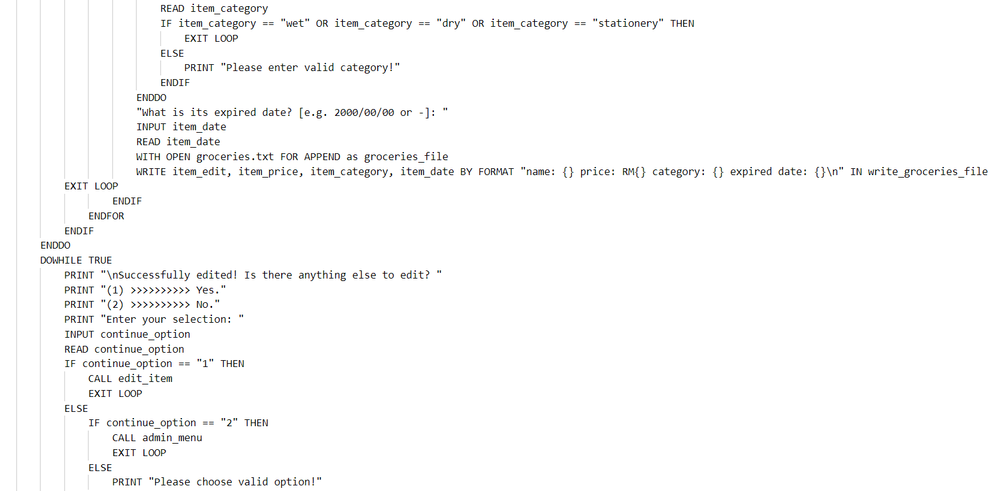 READ item_category
IF item_category == "wet" OR item_category == "dry" OR item_category == "stationery" THEN
EXIT LOOP
ELSE
PRINT "Please enter valid category!"
ENDIF
ENDDO
"What is its expired date? [e.g. 2000/00/00 or -]: "
INPUT item_date
READ item_date
WITH OPEN groceries.txt FOR APPEND as groceries_file
WRITE item_edit, item_price, item_category, item_date BY FORMAT "name: {} price: RM{} category: {} expired date: {}\n" IN write_groceries_file
EXIT LOOP
ENDIF
ENDFOR
ENDIF
ENDDO
DOWHILE TRUE
PRINT "\nSuccessfully edited! Is there anything else to edit? "
PRINT "(1) >>>>>>>>>> Yes."
PRINT "(2) >>>>>>>>>> No."
PRINT "Enter your selection: "
INPUT continue_option
READ continue_option
IF continue_option == "1" THEN
CALL edit_item
EXIT LOOP
ELSE
IF continue_option == "2" THEN
CALL admin_menu
EXIT LOOP
ELSE
PRINT "Please choose valid option!"